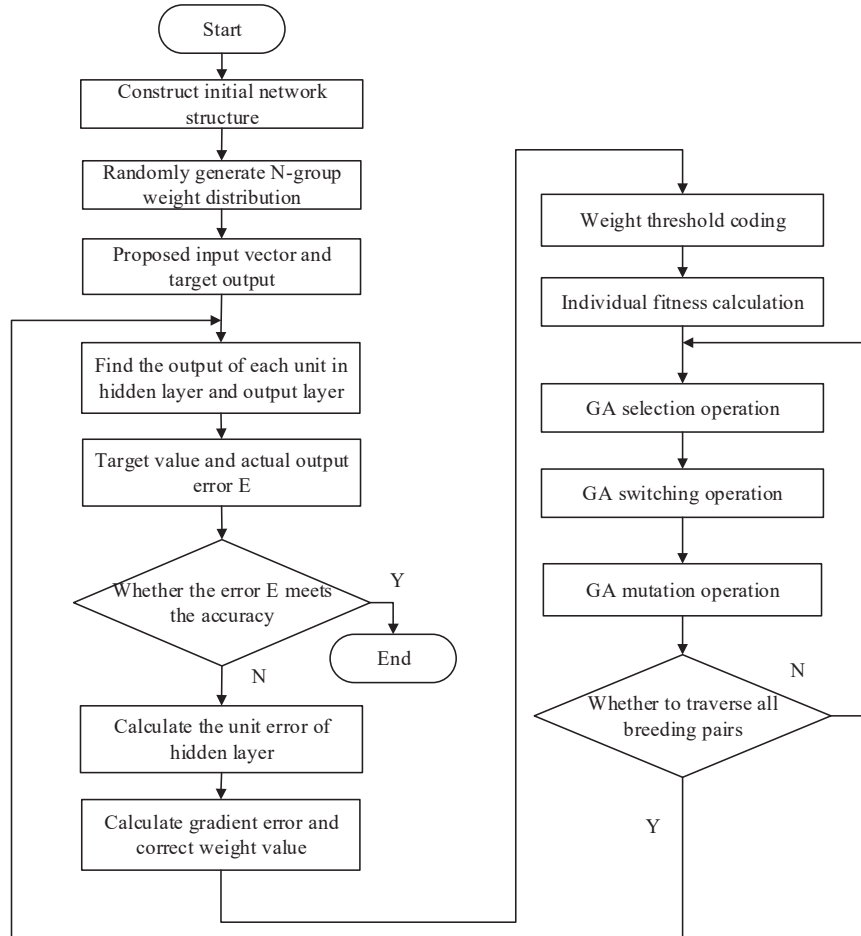 Start
Construct initial network
structure
Randomly generate N-group
weight distribution
Proposed input vector and
target output
Find the output of each unit in
hidden layer and output layer
Target value and actual output
error E
Whether the error E meets
the accuracy
Y
End
N
Calculate the unit error of
hidden layer
Calculate gradient error and
correct weight value
Weight threshold coding
Individual fitness calculation
GA selection operation
GA switching operation
GA mutation operation
Whether to traverse all
breeding pairs
N
Y